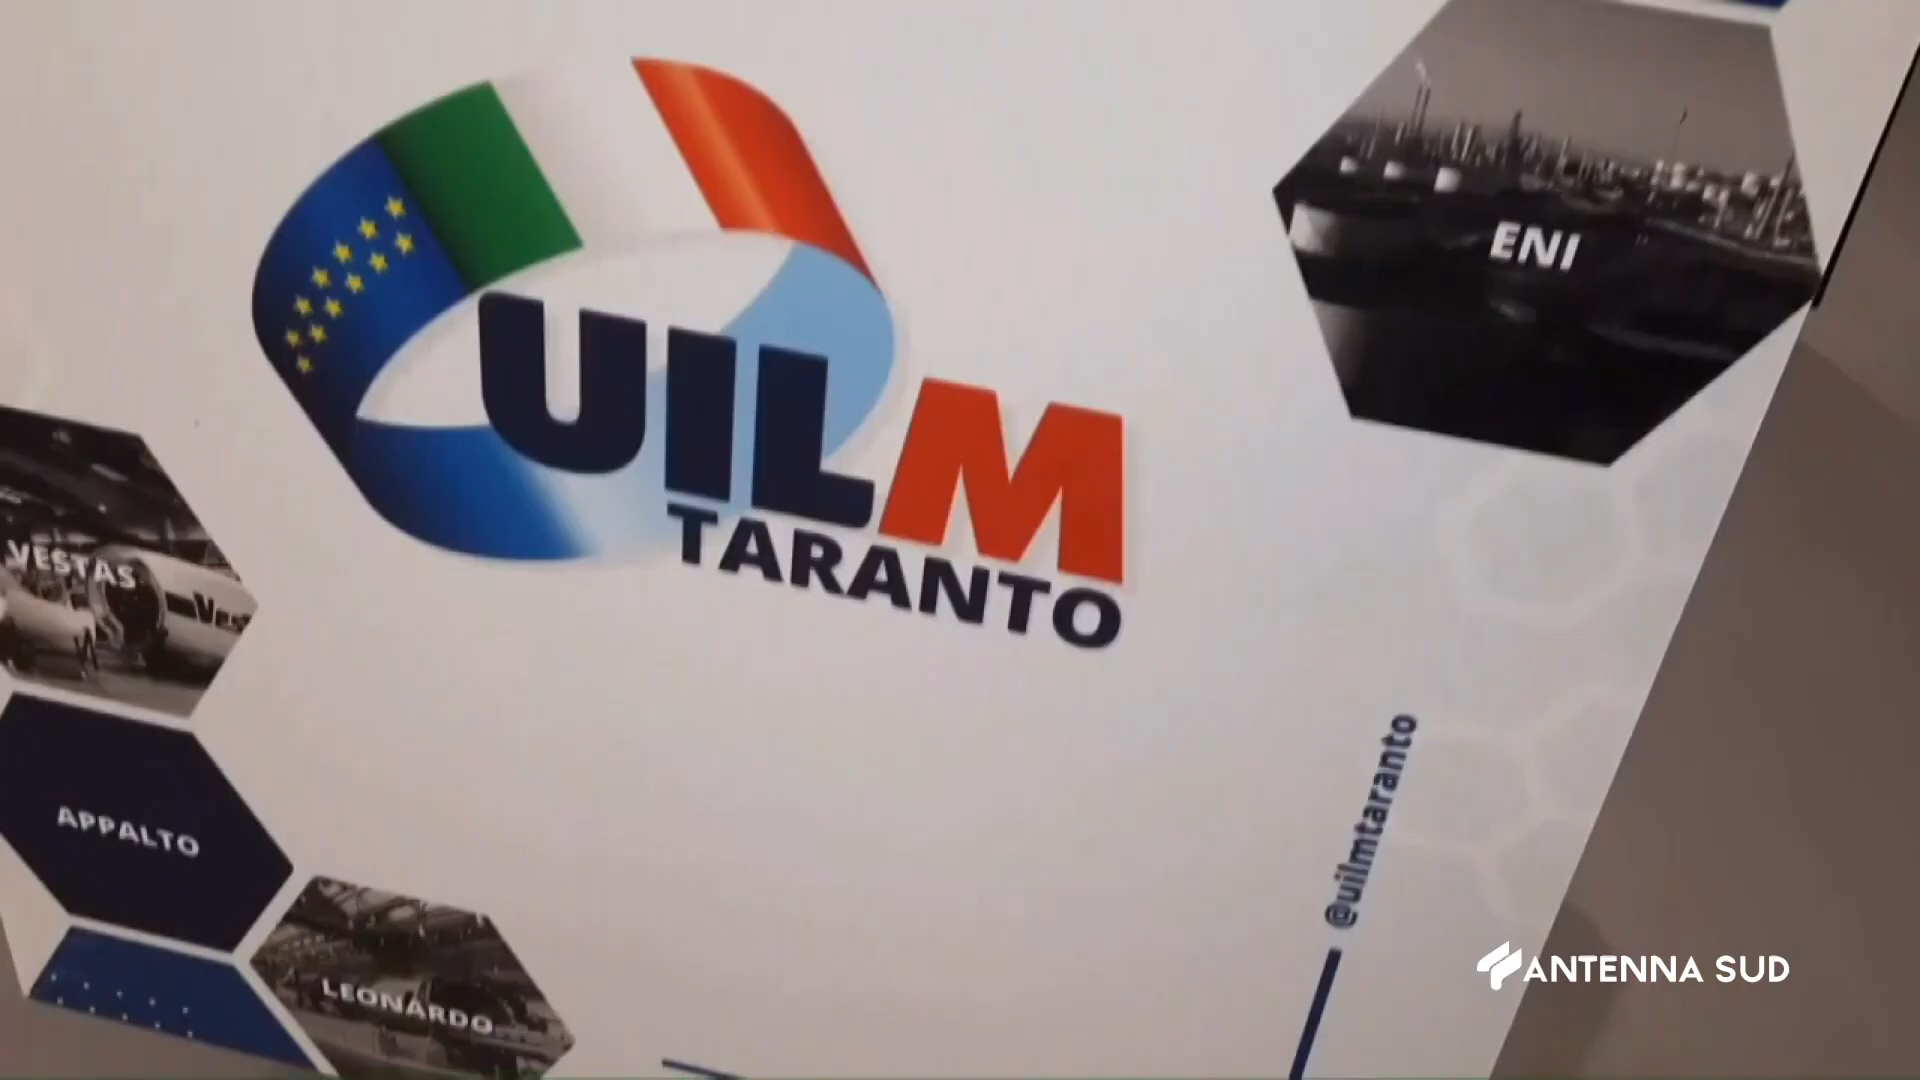 ENI
UILM
TARANTO
VESTAS
APPALTO
LEONARDO
@uilmtaranto
ANTENNA SUD